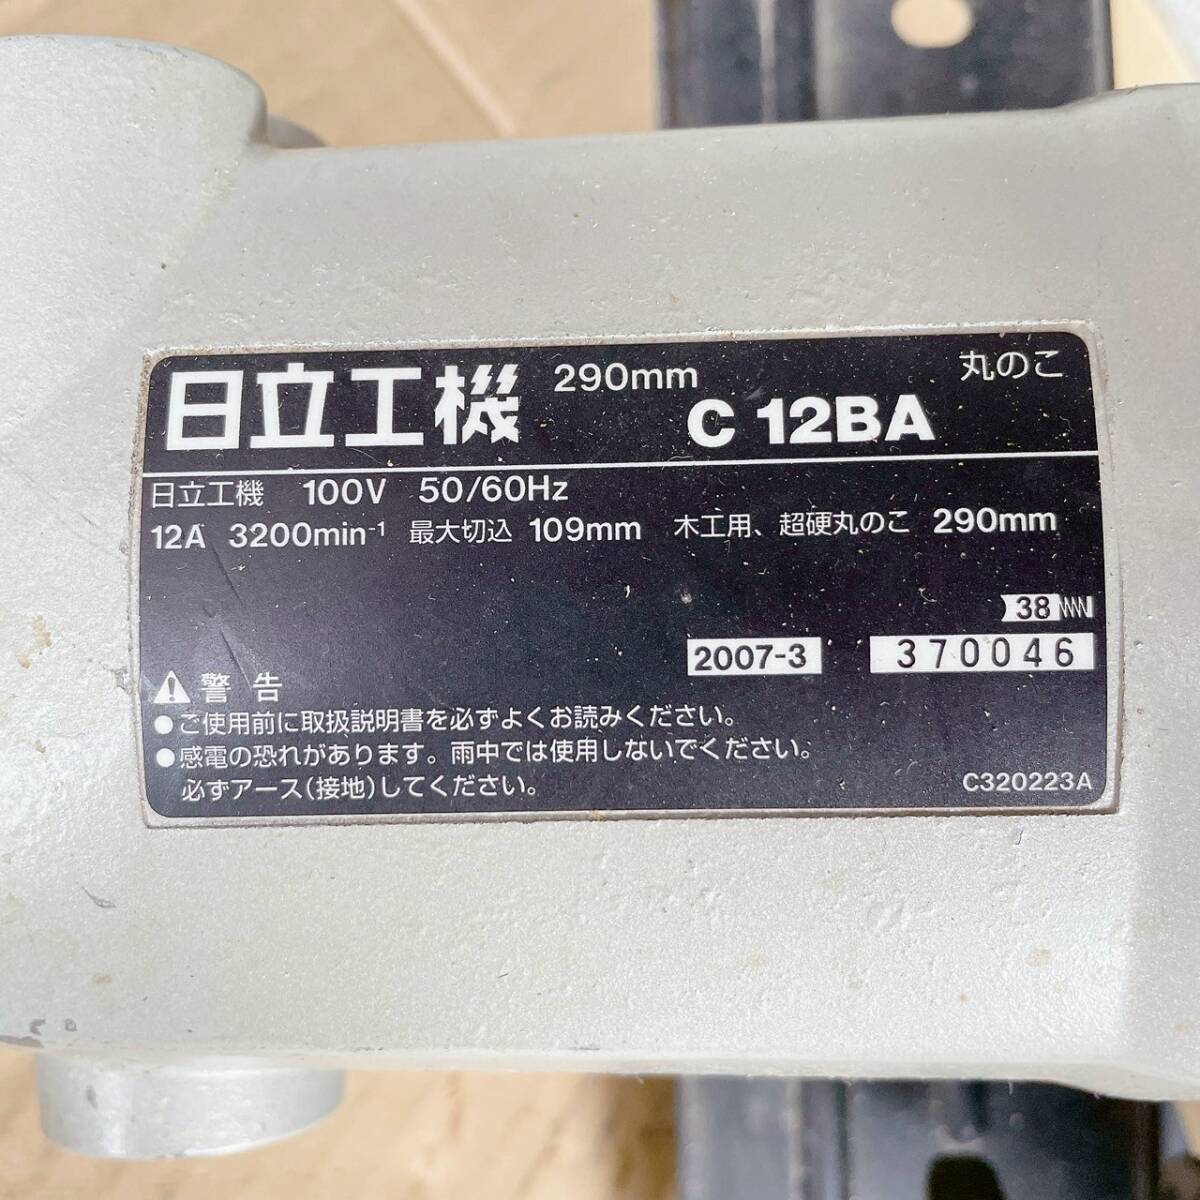 日立工機 290mm C 12BA 丸のこ
日立工機 100V 50/60Hz
12A 3200min-1 最大切込 109mm 木工用、超硬丸のこ 290mm
38
2007-3 370046
警告
●ご使用前に取扱説明書を必ずよくお読みください。
●感電の恐れがあります。雨中では使用しないでください。
必ずアース(接地)してください。
C320223A